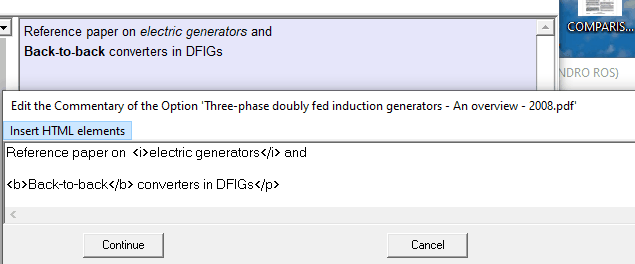 Reference paper on electric generators and
Back-to-back converters in DFIGs
COMPARIS...
NDRO ROS)
Edit the Commentary of the Option 'Three-phase doubly fed induction generators - An overview - 2008.pdf'
Insert HTML elements
Reference paper on  <i>electric generators</i> and
<b>Back-to-back</b> converters in DFIGs</p>
Continue
Cancel